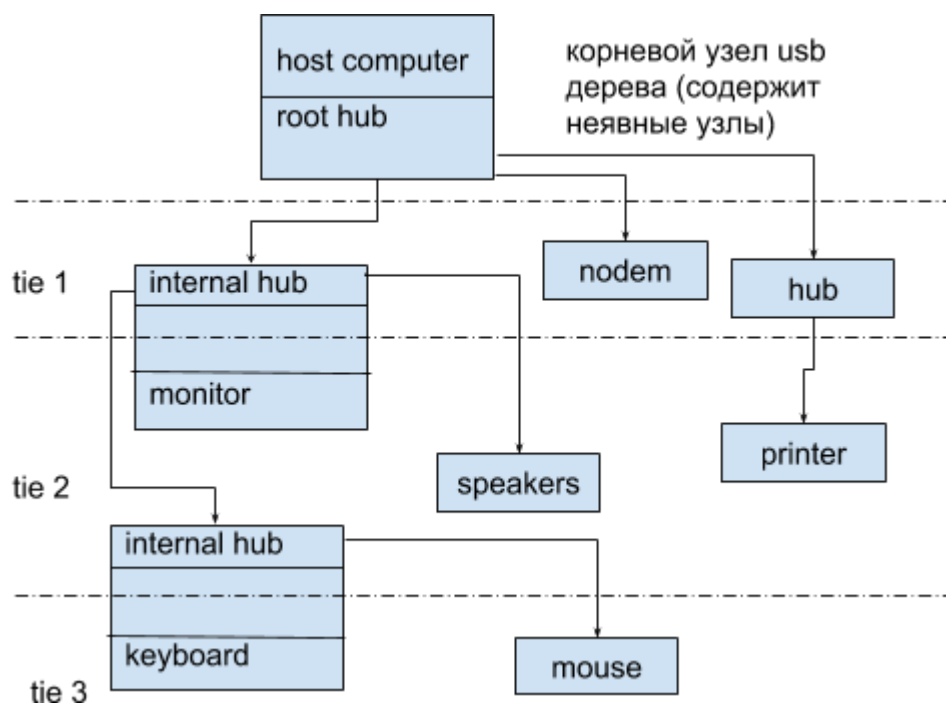 host computer
root hub
корневой узел usb
дерева (содержит
неявные узлы)
tie 1
internal hub
nodem
hub
monitor
tie 2
speakers
printer
internal hub
keyboard
mouse
tie 3